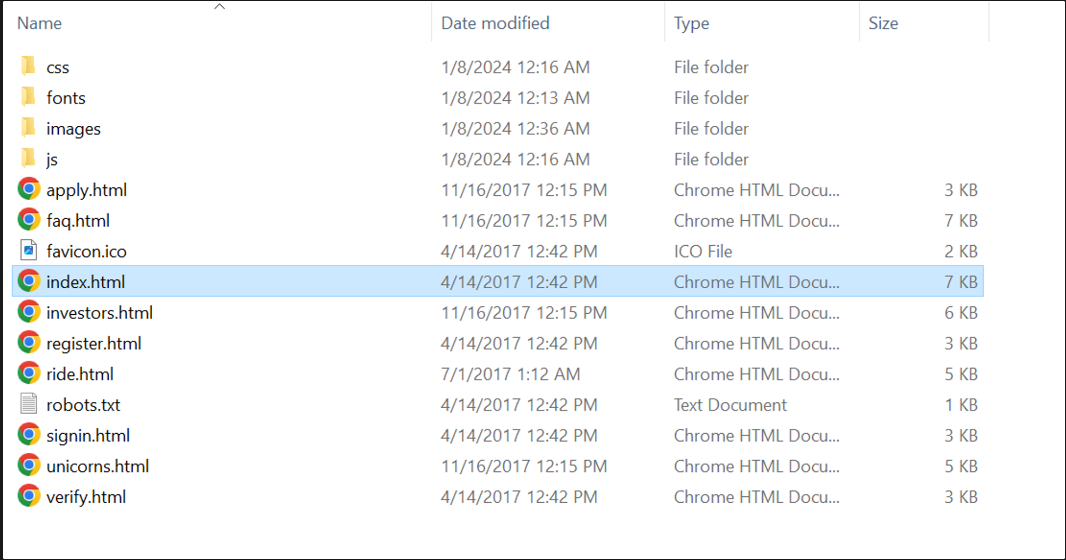 Name Date modified Type Size
css 1/8/2024 12:16 AM File folder
fonts 1/8/2024 12:13 AM File folder
images 1/8/2024 12:36 AM File folder
js 1/8/2024 12:16 AM File folder
apply.html 11/16/2017 12:15 PM Chrome HTML Docu... 3 KB
faq.html 11/16/2017 12:15 PM Chrome HTML Docu... 7 KB
favicon.ico 4/14/2017 12:42 PM ICO File 2 KB
index.html 4/14/2017 12:42 PM Chrome HTML Docu... 7 KB
investors.html 11/16/2017 12:15 PM Chrome HTML Docu... 6 KB
register.html 4/14/2017 12:42 PM Chrome HTML Docu... 3 KB
ride.html 7/1/2017 1:12 AM Chrome HTML Docu... 5 KB
robots.txt 4/14/2017 12:42 PM Text Document 1 KB
signin.html 4/14/2017 12:42 PM Chrome HTML Docu... 3 KB
unicorns.html 11/16/2017 12:15 PM Chrome HTML Docu... 5 KB
verify.html 4/14/2017 12:42 PM Chrome HTML Docu... 3 KB